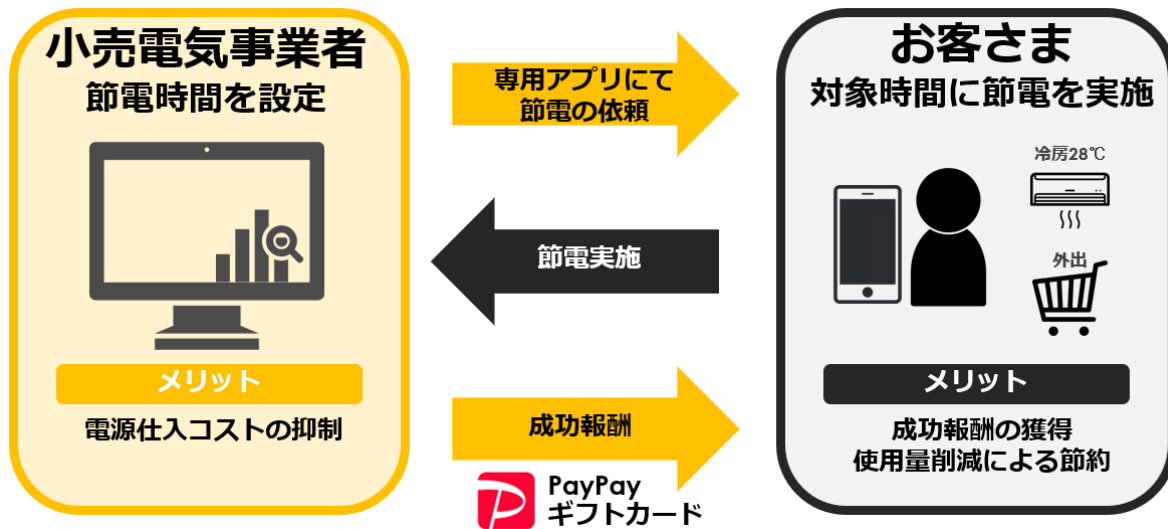 小売電気事業者
節電時間を設定
メリット
電源仕入コストの抑制
専用アプリにて
節電の依頼
節電実施
成功報酬
PayPay
ギフトカード
お客さま
対象時間に節電を実施
冷房28℃
外出
メリット
成功報酬の獲得
使用量削減による節約